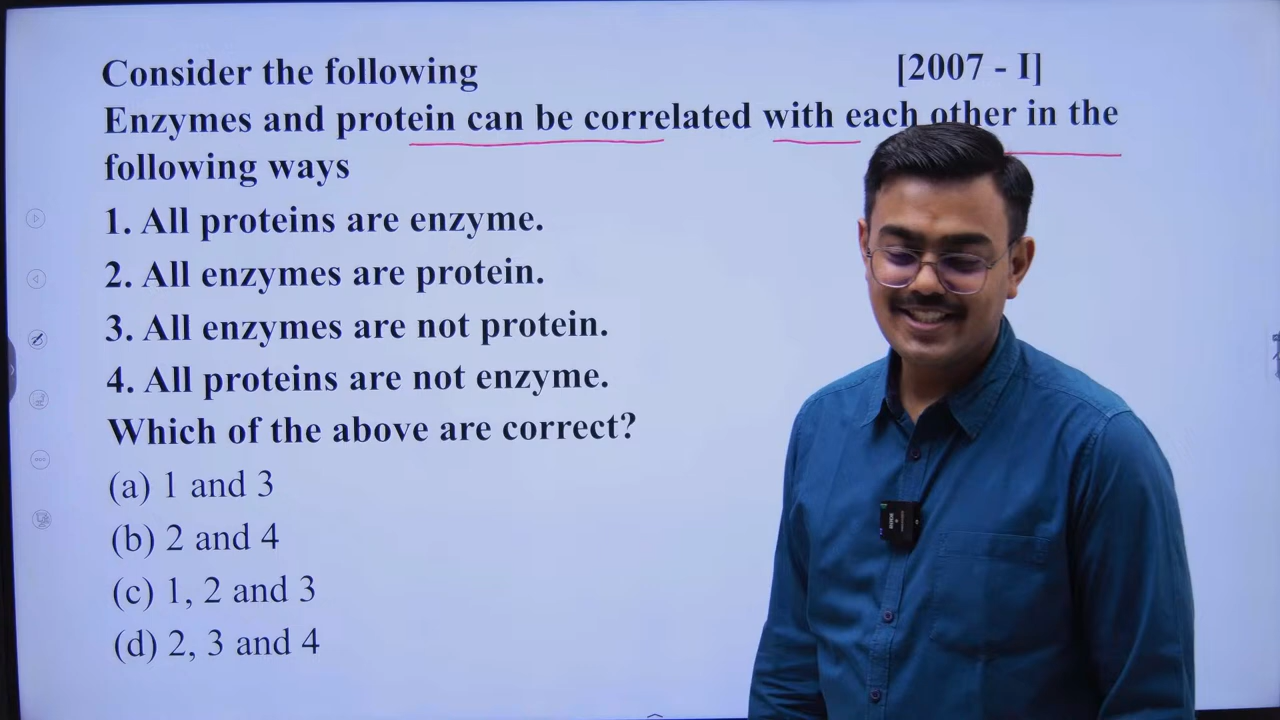 Consider the following [2007 - I]
Enzymes and protein can be correlated with each other in the
following ways
1. All proteins are enzyme.
2. All enzymes are protein.
3. All enzymes are not protein.
4. All proteins are not enzyme.
Which of the above are correct?
(a) 1 and 3
(b) 2 and 4
(c) 1, 2 and 3
(d) 2, 3 and 4